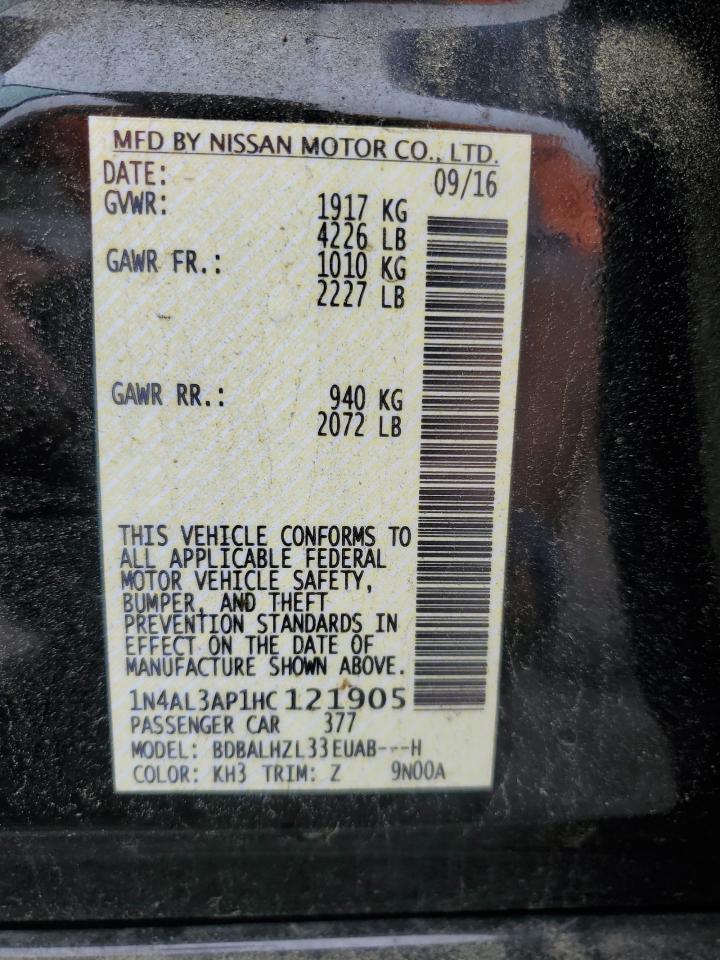 MFD BY NISSAN MOTOR CO., LTD.
DATE: 09/16
GVWR: 1917 KG
4226 LB
GAWR FR.: 1010 KG
2227 LB
GAWR RR.: 940 KG
2072 LB
THIS VEHICLE CONFORMS TO
ALL APPLICABLE FEDERAL
MOTOR VEHICLE SAFETY,
BUMPER, AND THEFT
PREVENTION STANDARDS IN
EFFECT ON THE DATE OF
MANUFACTURE SHOWN ABOVE.
1N4AL3AP1HC121905
PASSENGER CAR 377
MODEL: BDBALHZL33EUAB---H
COLOR: KH3 TRIM: Z 9N00A